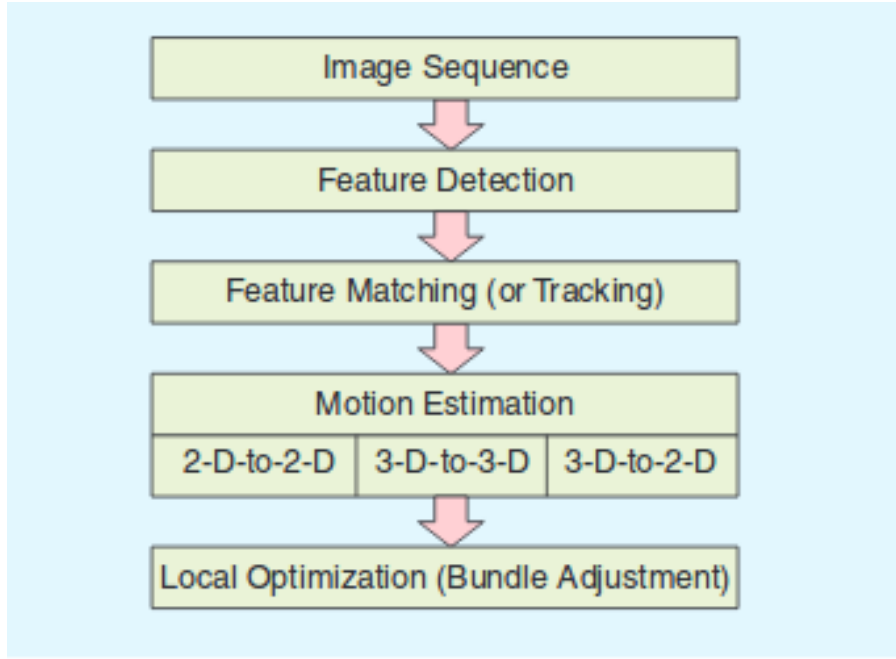 Image Sequence
Feature Detection
Feature Matching (or Tracking)
Motion Estimation
2-D-to-2-D 3-D-to-3-D 3-D-to-2-D
Local Optimization (Bundle Adjustment)